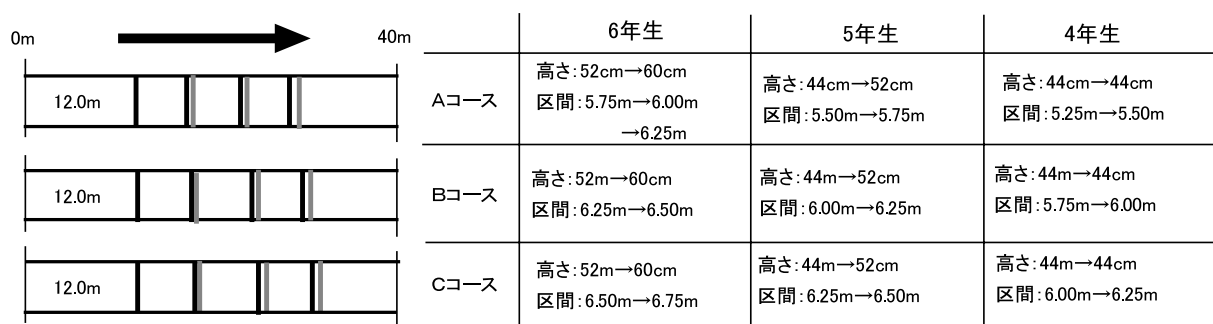 0m 40m
12.0m
12.0m
12.0m
6年生 5年生 4年生
Aコース
高さ:52cm→60cm
区間:5.75m→6.00m
→6.25m
高さ:44cm→52cm
区間:5.50m→5.75m
高さ:44cm→44cm
区間:5.25m→5.50m
Bコース
高さ:52m→60cm
区間:6.25m→6.50m
高さ:44m→52cm
区間:6.00m→6.25m
高さ:44m→44cm
区間:5.75m→6.00m
Cコース
高さ:52m→60cm
区間:6.50m→6.75m
高さ:44m→52cm
区間:6.25m→6.50m
高さ:44m→44cm
区間:6.00m→6.25m